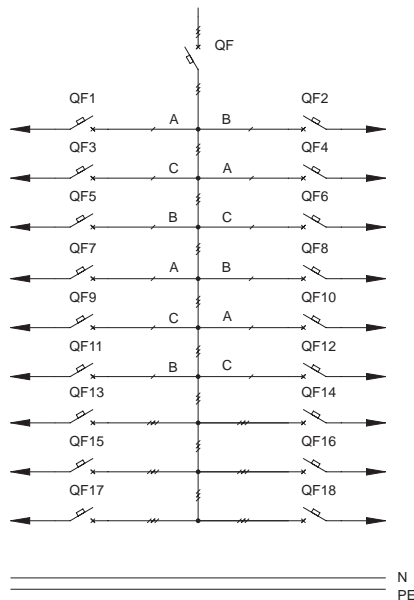 QF
QF1 QF2
A B
QF3 QF4
C A
QF5 QF6
B C
QF7 QF8
A B
QF9 QF10
C A
QF11 QF12
B C
QF13 QF14
QF15 QF16
QF17 QF18
N
PE